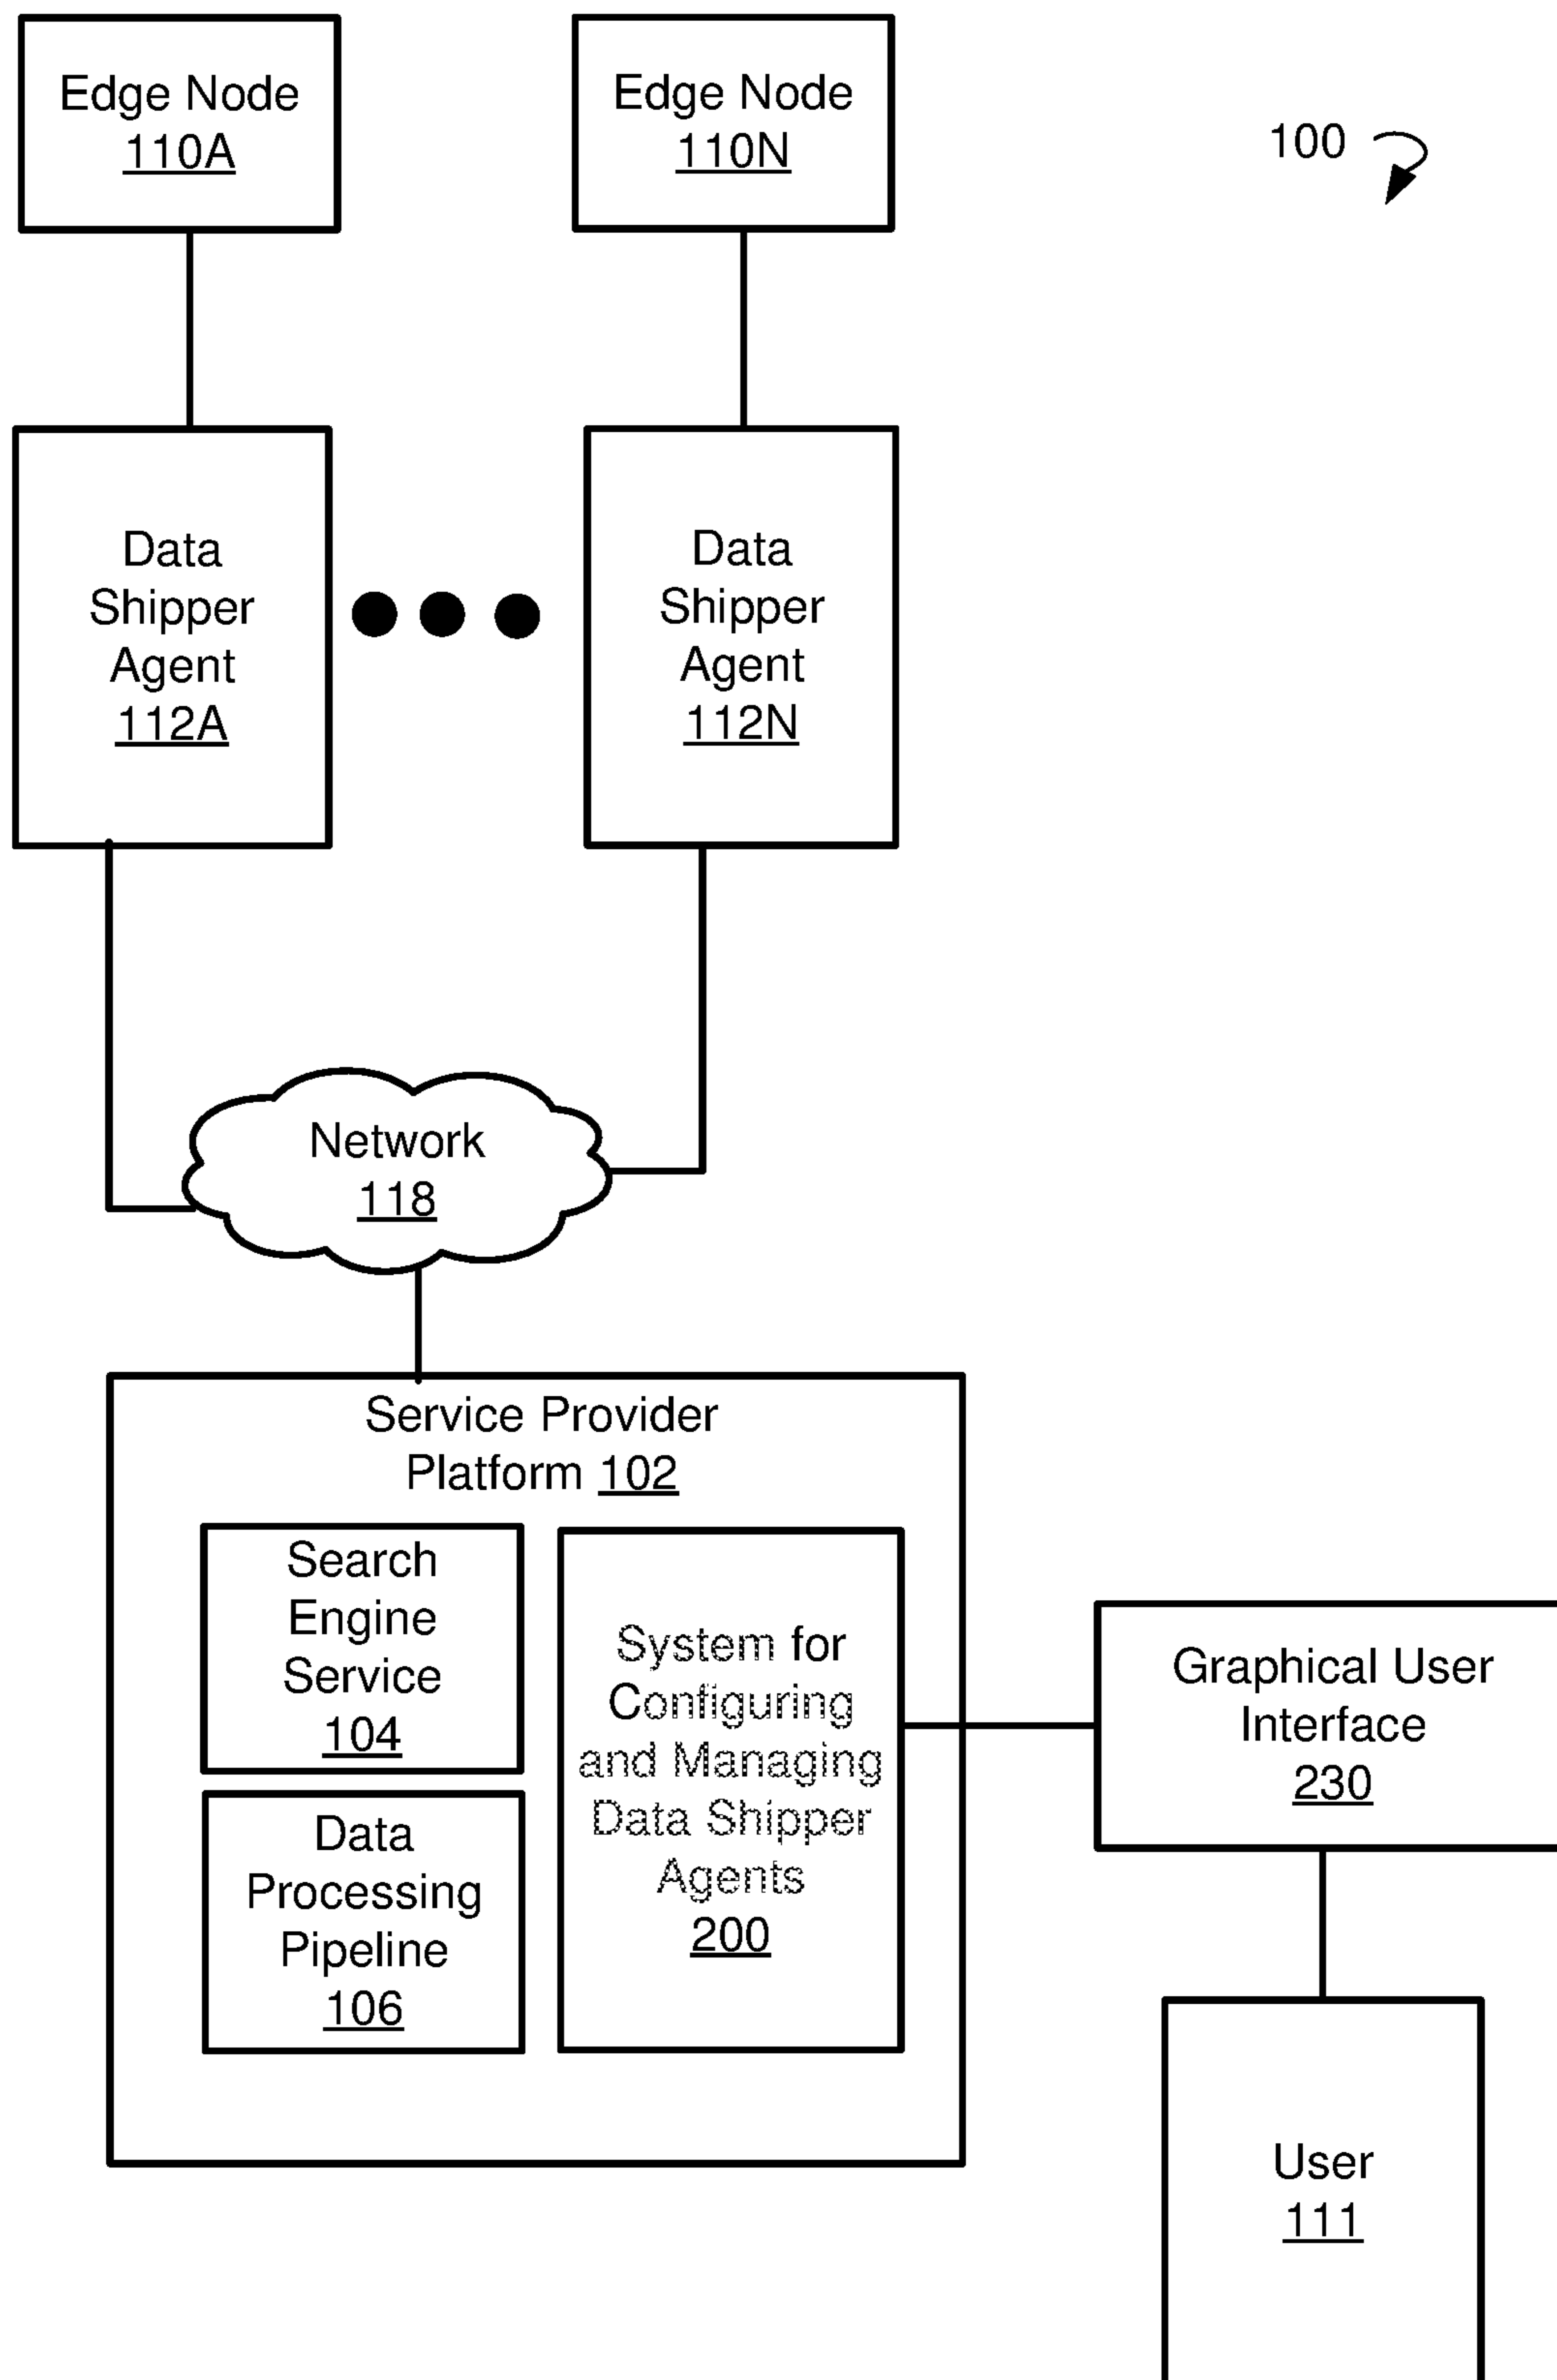 Edge Node
110A
Edge Node
110N
100
Data
Shipper
Agent
112A
Data
Shipper
Agent
112N
Network
118
Service Provider
Platform 102
Search
Engine
Service
104
System for
Configuring
and Managing
Data Shipper
Agents
200
Data
Processing
Pipeline
106
Graphical User
Interface
230
User
111